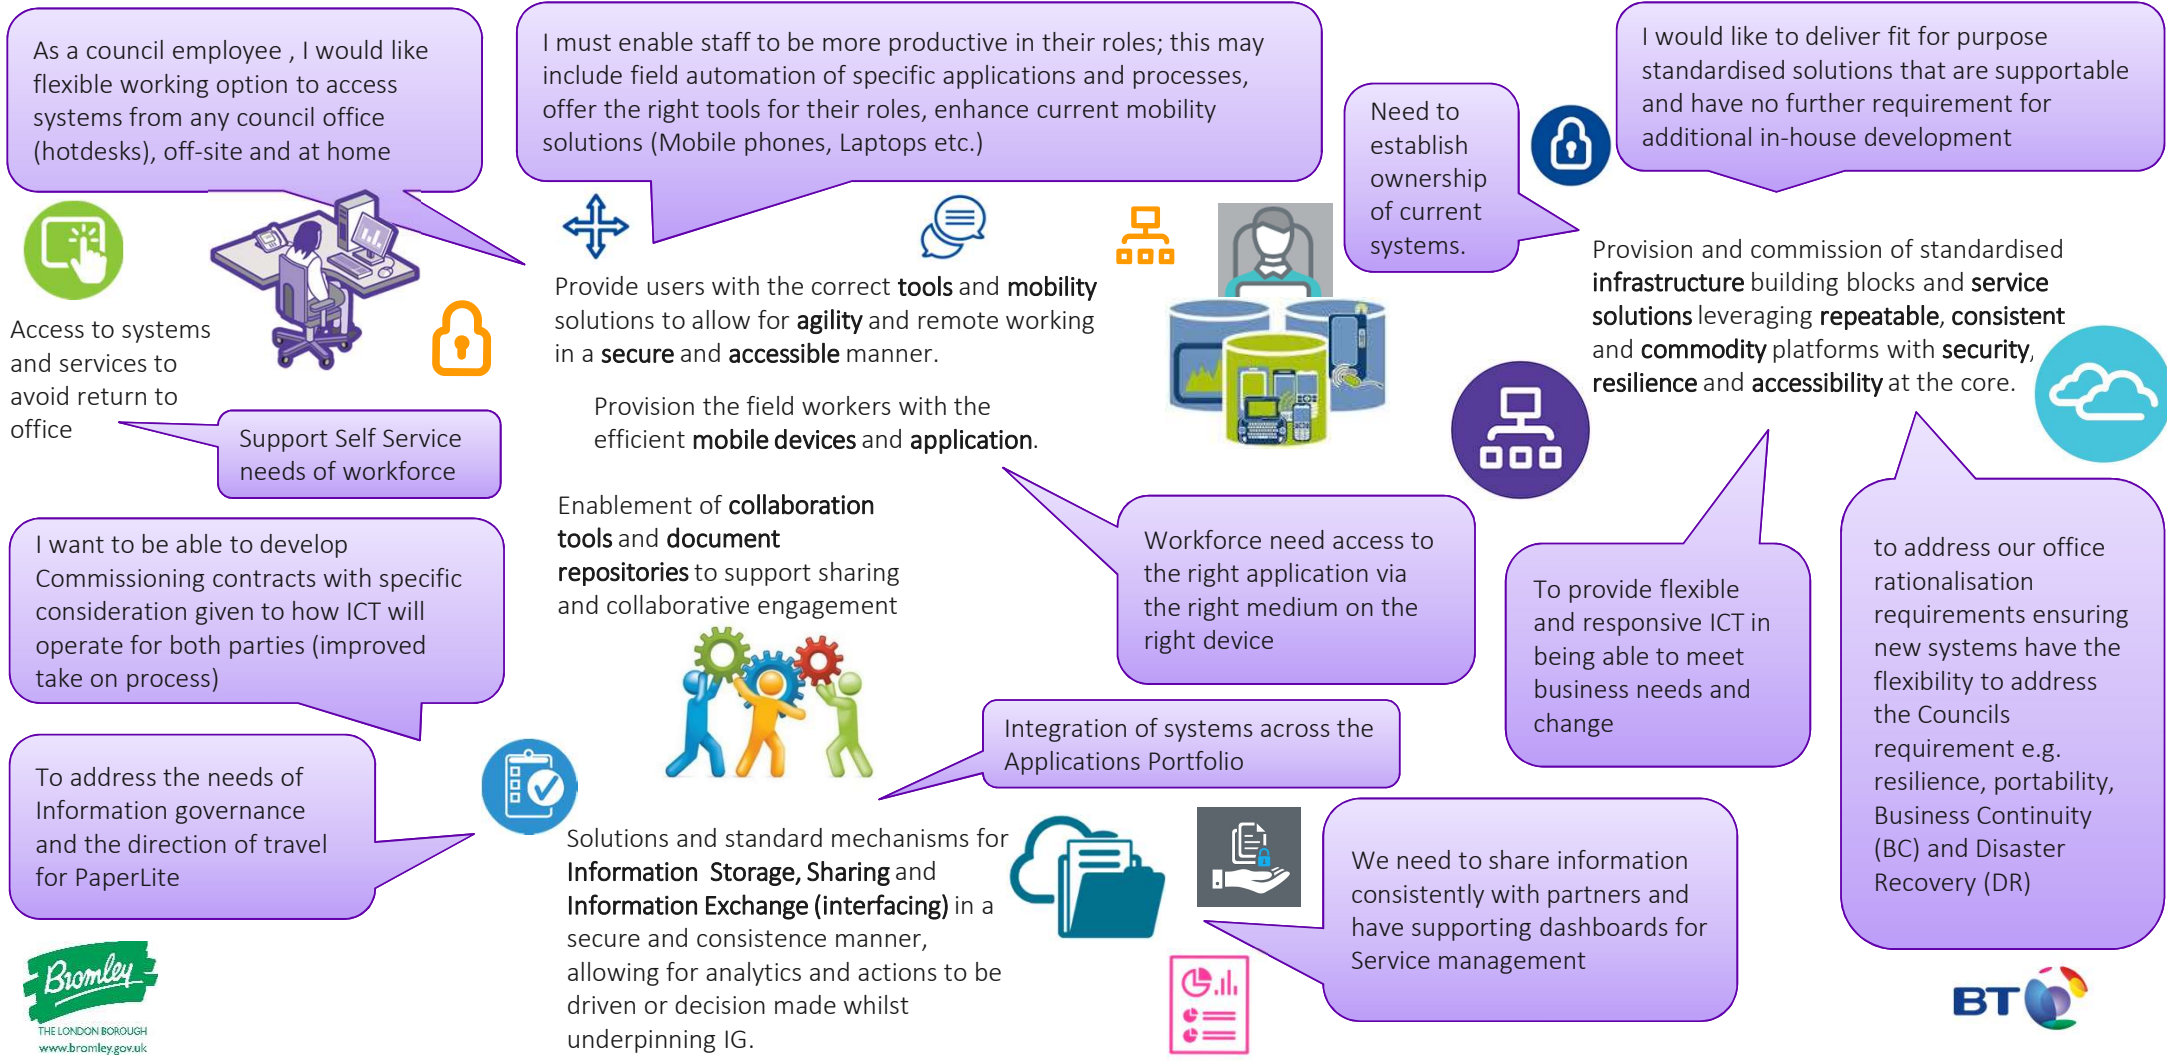 As a council employee , I would like
flexible working option to access
systems from any council office
(hotdesks), off-site and at home
I must enable staff to be more productive in their roles; this may
include field automation of specific applications and processes,
offer the right tools for their roles, enhance current mobility
solutions (Mobile phones, Laptops etc.)
Need to
establish
ownership
of current
systems.
I would like to deliver fit for purpose
standardised solutions that are supportable
and have no further requirement for
additional in-house development
Access to systems
and services to
avoid return to
office
Support Self Service
needs of workforce
Provide users with the correct tools and mobility
solutions to allow for agility and remote working
in a secure and accessible manner.
Provision the field workers with the
efficient mobile devices and application.
Provision and commission of standardised
infrastructure building blocks and service
solutions leveraging repeatable, consistent
and commodity platforms with security,
resilience and accessibility at the core.
Enablement of collaboration
tools and document
repositories to support sharing
and collaborative engagement
Workforce need access to
the right application via
the right medium on the
right device
To provide flexible
and responsive ICT in
being able to meet
business needs and
change
to address our office
rationalisation
requirements ensuring
new systems have the
flexibility to address
the Councils
requirement e.g.
resilience, portability,
Business Continuity
(BC) and Disaster
Recovery (DR)
I want to be able to develop
Commissioning contracts with specific
consideration given to how ICT will
operate for both parties (improved
take on process)
To address the needs of
Information governance
and the direction of travel
for PaperLite
Integration of systems across the
Applications Portfolio
Solutions and standard mechanisms for
Information Storage, Sharing and
Information Exchange (interfacing) in a
secure and consistence manner,
allowing for analytics and actions to be
driven or decision made whilst
underpinning IG.
We need to share information
consistently with partners and
have supporting dashboards for
Service management
Bromley
THE LONDON BOROUGH
www.bromley.gov.uk
BT